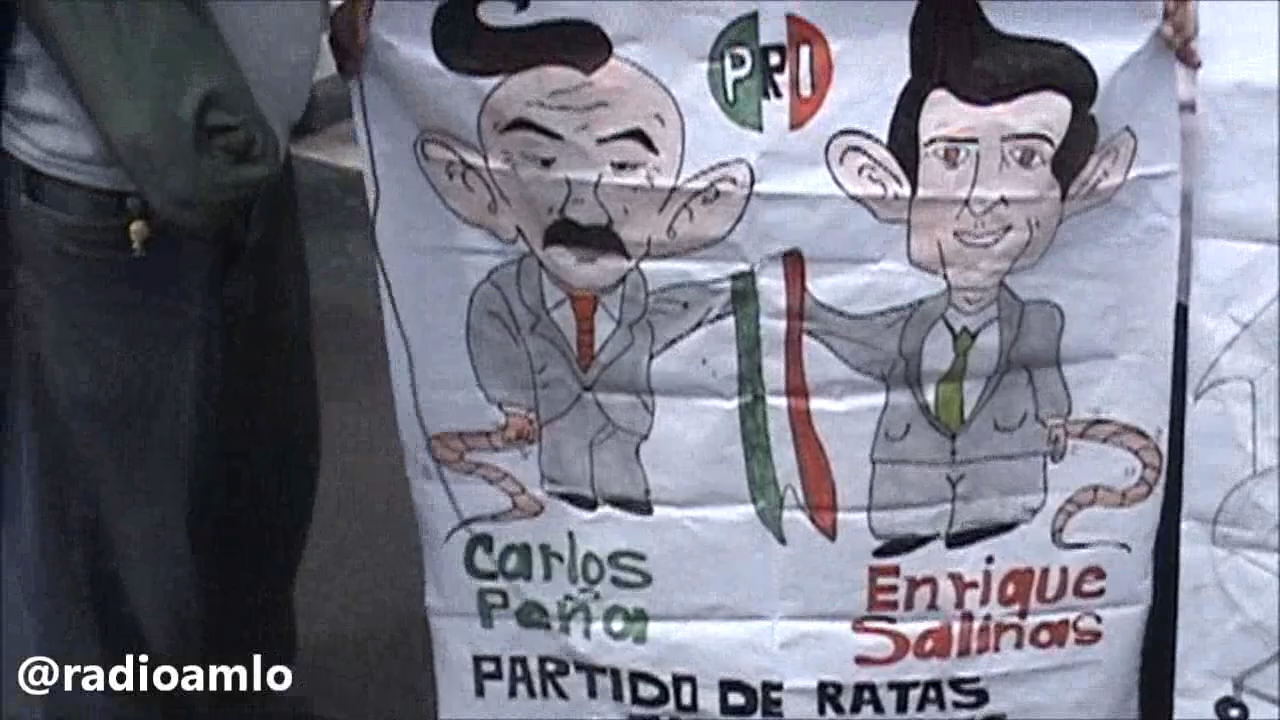 PRI
Carlos
Peña
Enrique
Salinas
PARTIDO DE RATAS
@radioamlo